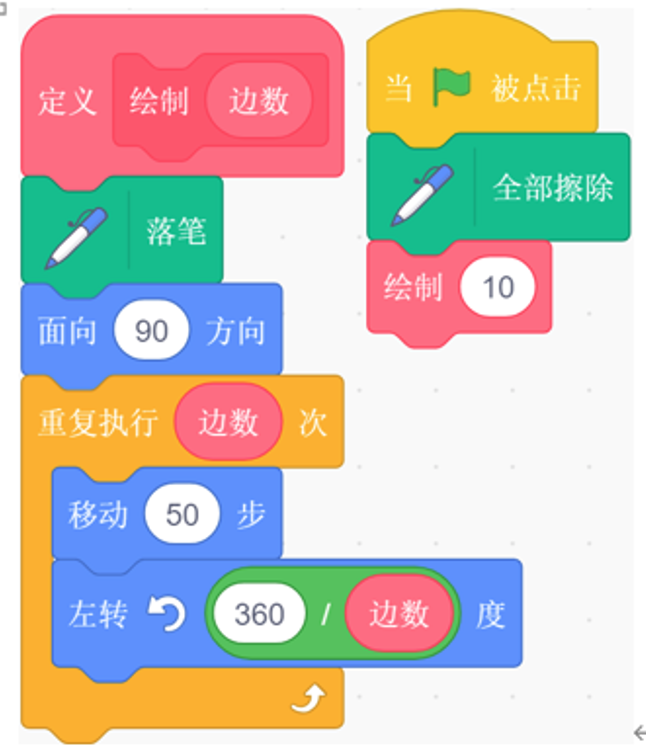 定义 绘制 边数
落笔
面向 90 方向
重复执行 边数 次
移动 50 步
左转 360 / 边数 度
当 被点击
全部擦除
绘制 10